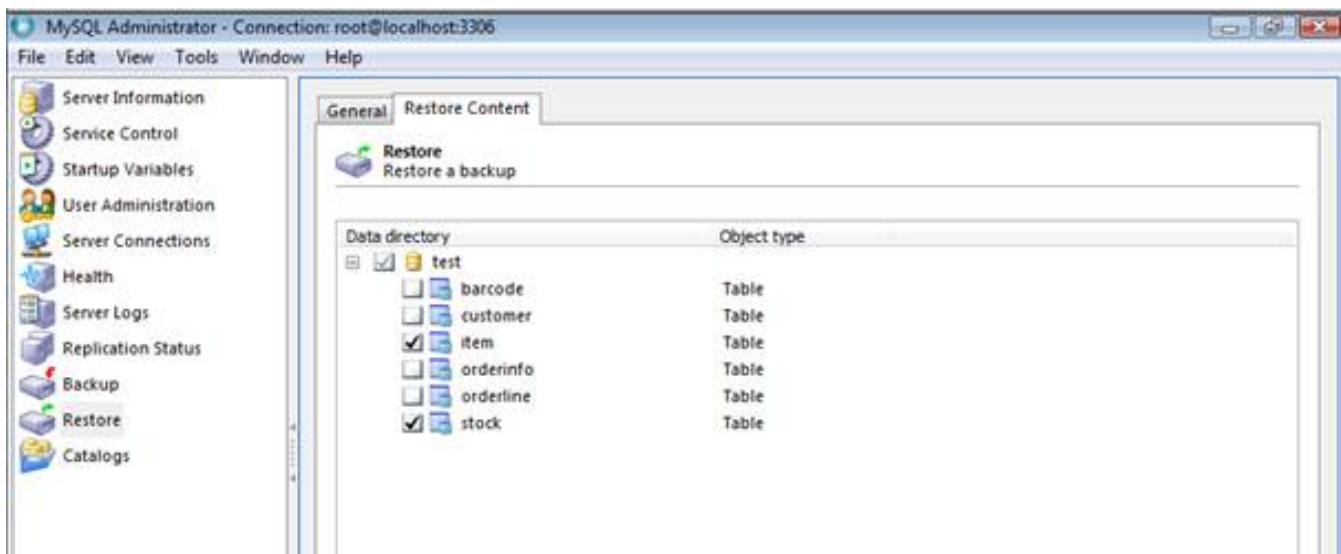 MySQL Administrator - Connection: root@localhost:3306
File Edit View Tools Window Help
Server Information
Service Control
Startup Variables
User Administration
Server Connections
Health
Server Logs
Replication Status
Backup
Restore
Catalogs
General Restore Content
Restore
Restore a backup
Data directory Object type
test
barcode Table
customer Table
item Table
orderinfo Table
orderline Table
stock Table